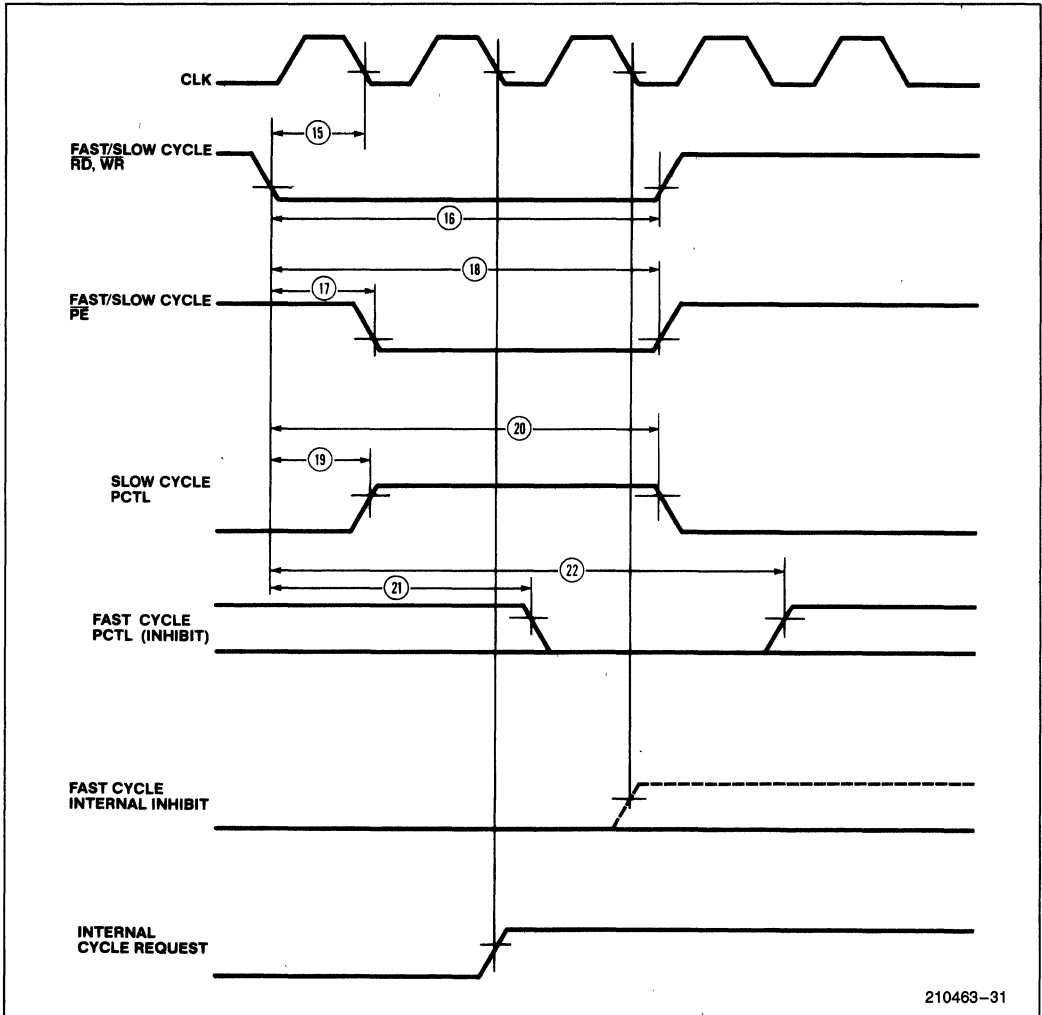 CLK
15
FAST/SLOW CYCLE
RD, WR
16
18
17
FAST/SLOW CYCLE
PE
20
19
SLOW CYCLE
PCTL
22
21
FAST CYCLE
PCTL (INHIBIT)
FAST CYCLE
INTERNAL INHIBIT
INTERNAL
CYCLE REQUEST
210463–31